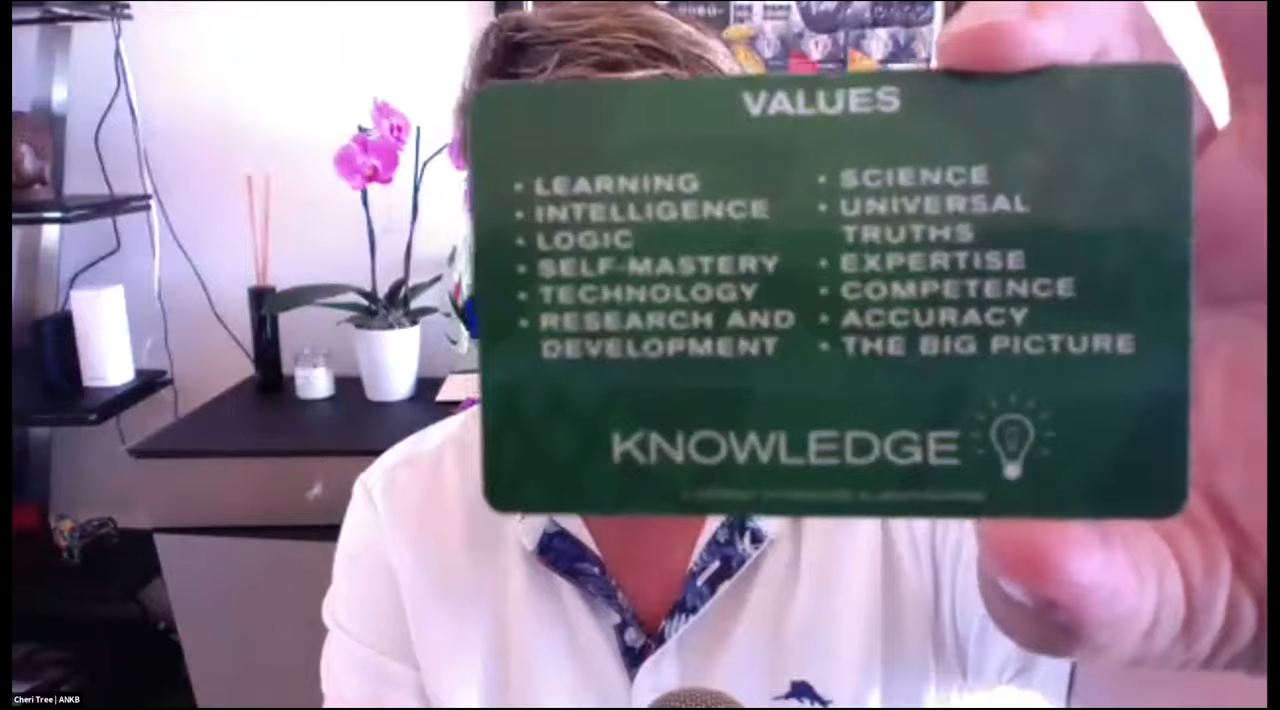 VALUES
• LEARNING
• INTELLIGENCE
• LOGIC
• SELF-MASTERY
• TECHNOLOGY
• RESEARCH AND
DEVELOPMENT
• SCIENCE
• UNIVERSAL
TRUTHS
• EXPERTISE
• COMPETENCE
• ACCURACY
• THE BIG PICTURE
KNOWLEDGE
Cheri Tree | ANKB